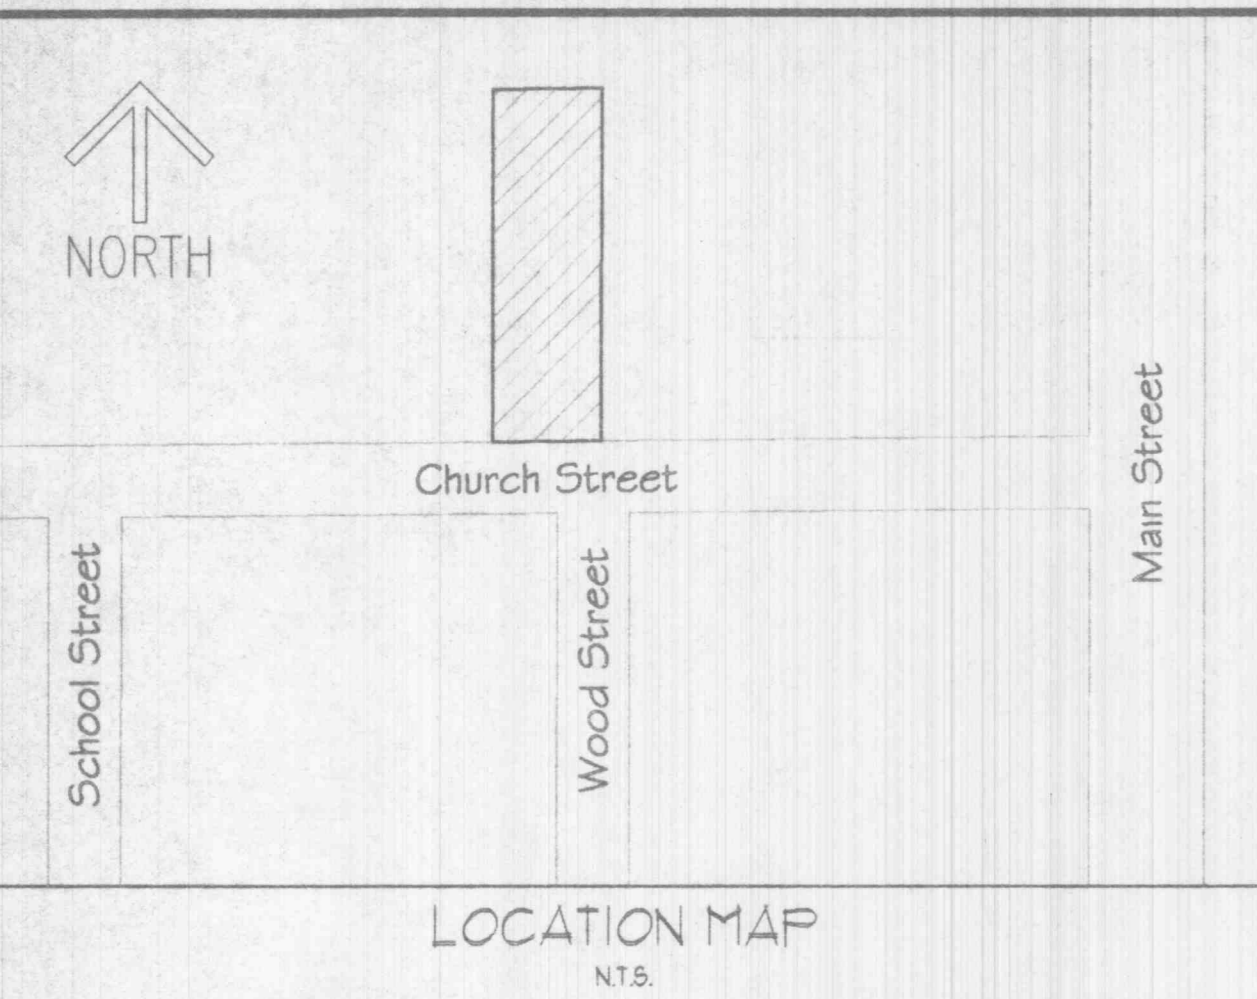 NORTH
Church Street
Main Street
School Street
Wood Street
LOCATION MAP
N.T.S.